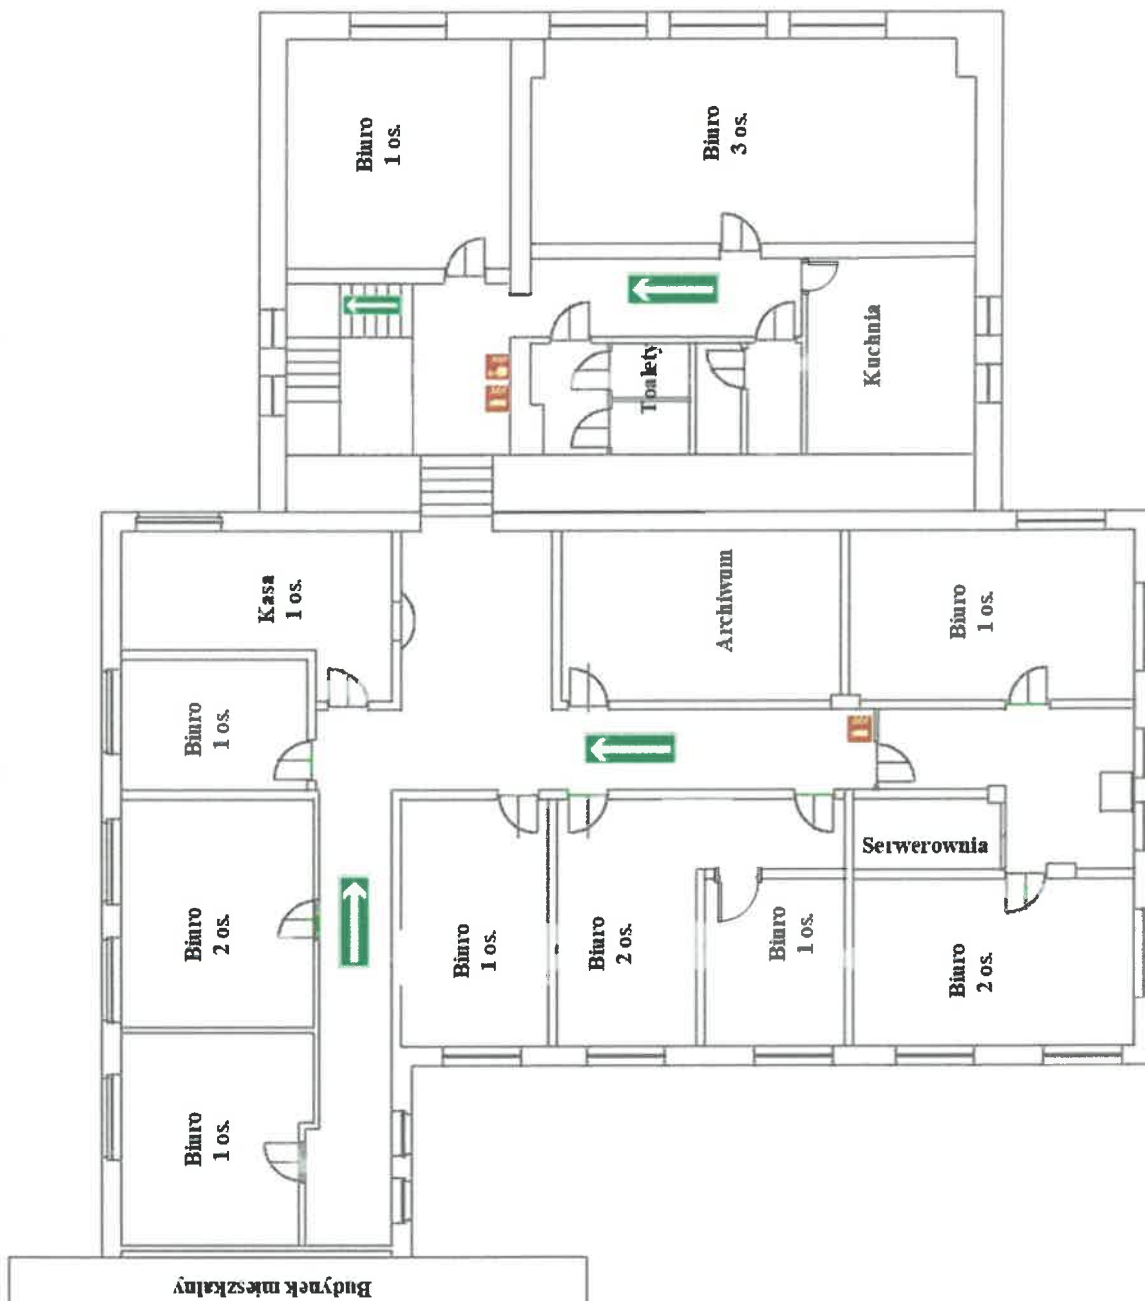 Biuro
1 os.
Biuro
3 os.
Toalety
Kuchnia
Kasa
1 os.
Archiwum
Biuro
1 os.
Biuro
1 os.
Serwerownia
Biuro
2 os.
Biuro
1 os.
Biuro
2 os.
Biuro
1 os.
Biuro
2 os.
Biuro
1 os.
Budynek mieszkalny